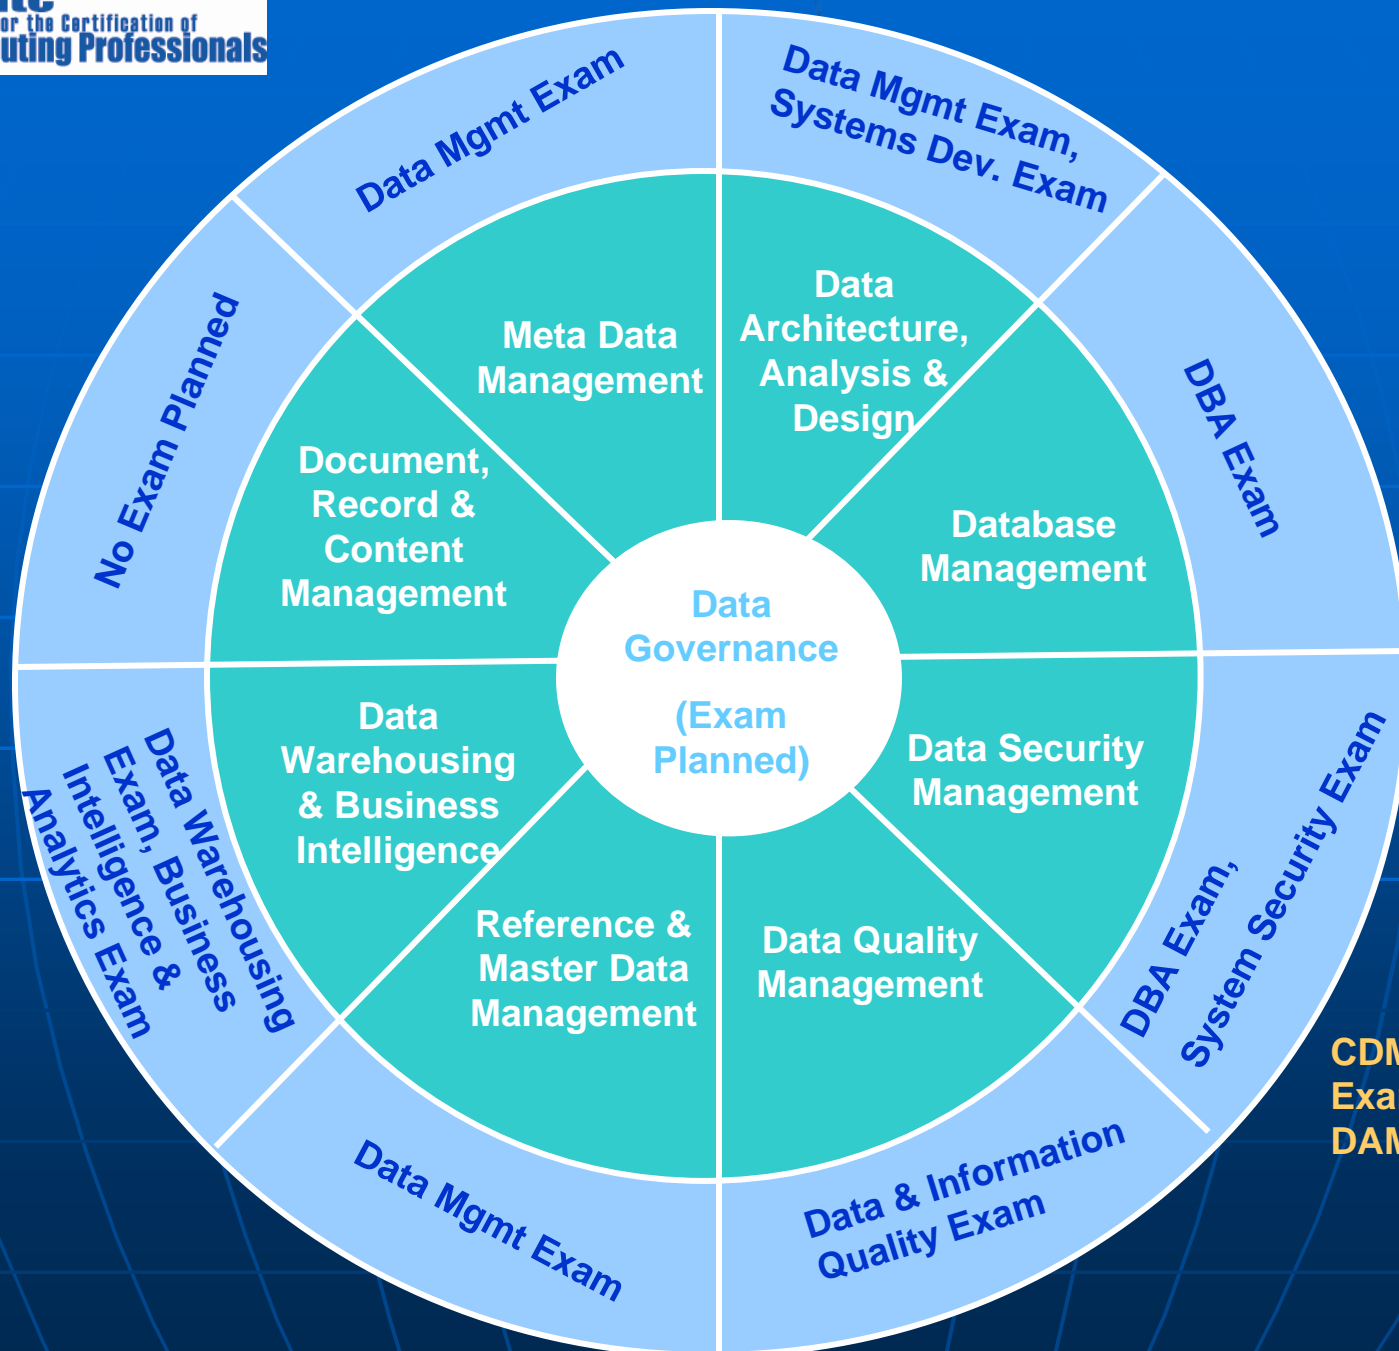 or the Certification of
uting Professionals
Data Mgmt Exam
Data Mgmt Exam,
Systems Dev. Exam
DBA Exam
DBA Exam,
System Security Exam
Data & Information
Quality Exam
Data Mgmt Exam
Data Warehousing
Exam, Business
Intelligence &
Analytics Exam
No Exam Planned
Meta Data
Management
Data
Architecture,
Analysis &
Design
Database
Management
Data Security
Management
Data Quality
Management
Reference &
Master Data
Management
Data
Warehousing
& Business
Intelligence
Document,
Record &
Content
Management
Data
Governance
(Exam
Planned)
CDM
Exa
DAM